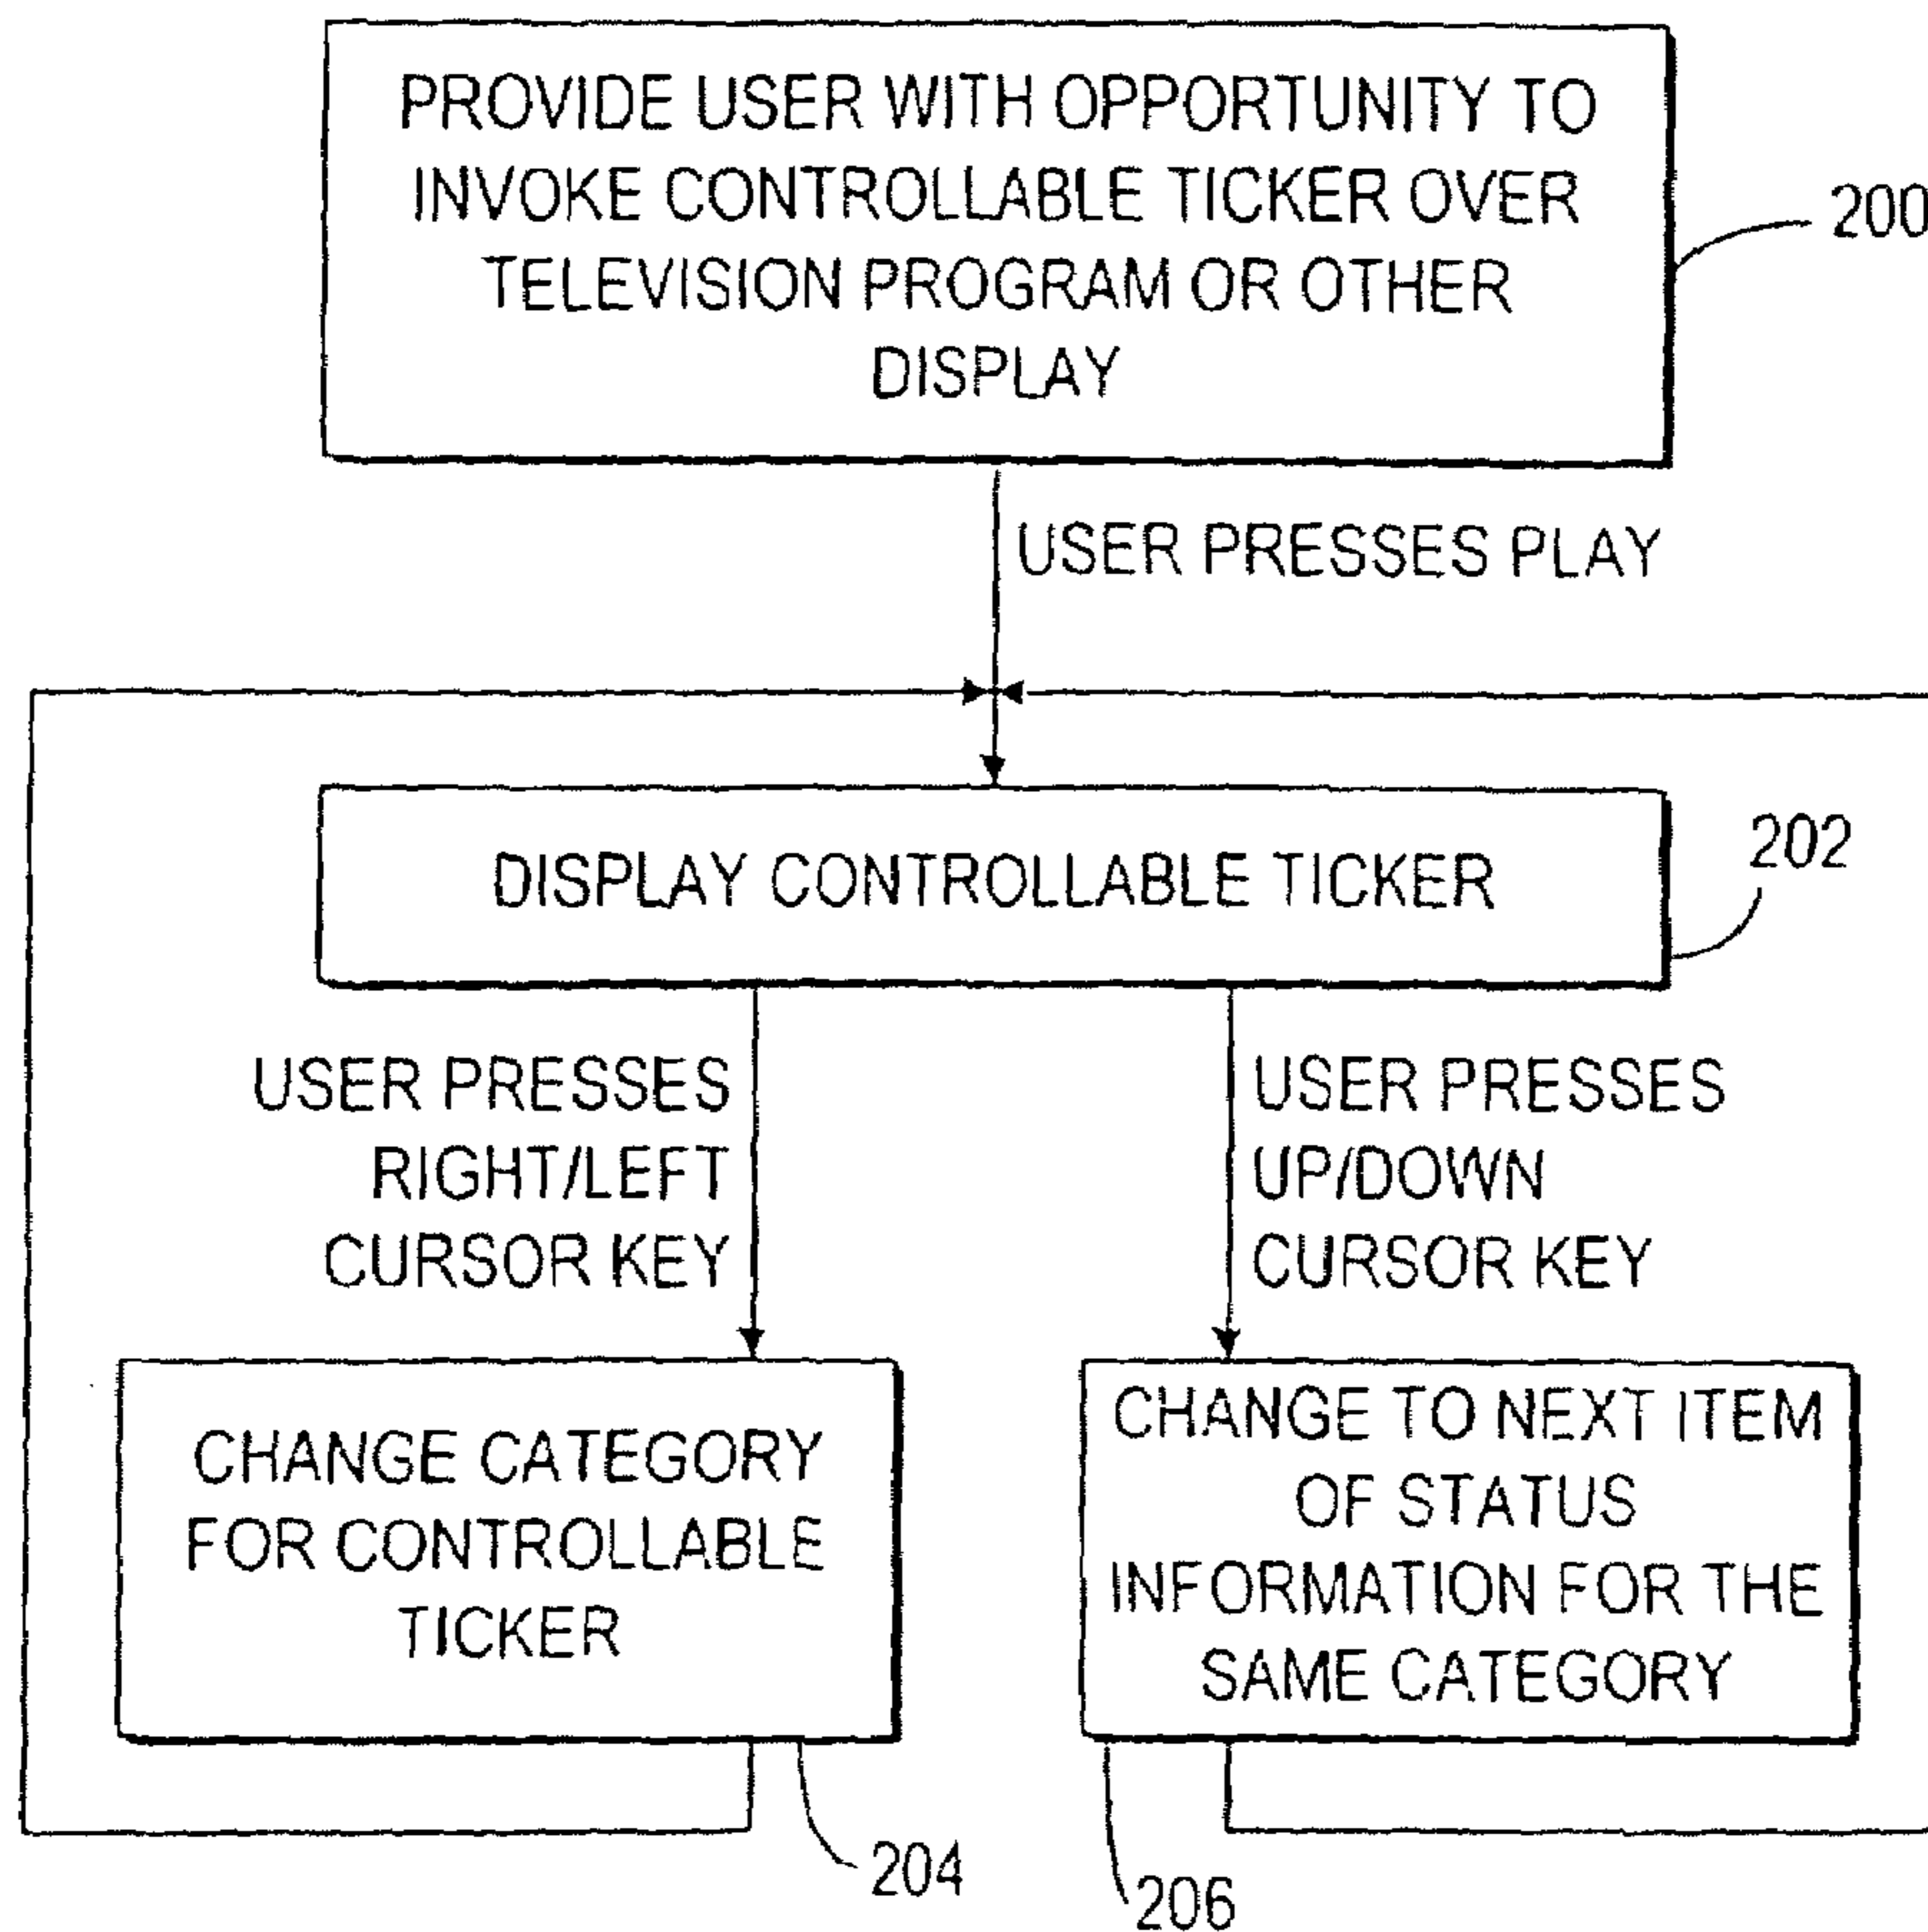 PROVIDE USER WITH OPPORTUNITY TO
INVOKE CONTROLLABLE TICKER OVER
TELEVISION PROGRAM OR OTHER
DISPLAY
200
USER PRESSES PLAY
DISPLAY CONTROLLABLE TICKER
202
USER PRESSES
RIGHT/LEFT
CURSOR KEY
USER PRESSES
UP/DOWN
CURSOR KEY
CHANGE CATEGORY
FOR CONTROLLABLE
TICKER
204
CHANGE TO NEXT ITEM
OF STATUS
INFORMATION FOR THE
SAME CATEGORY
206